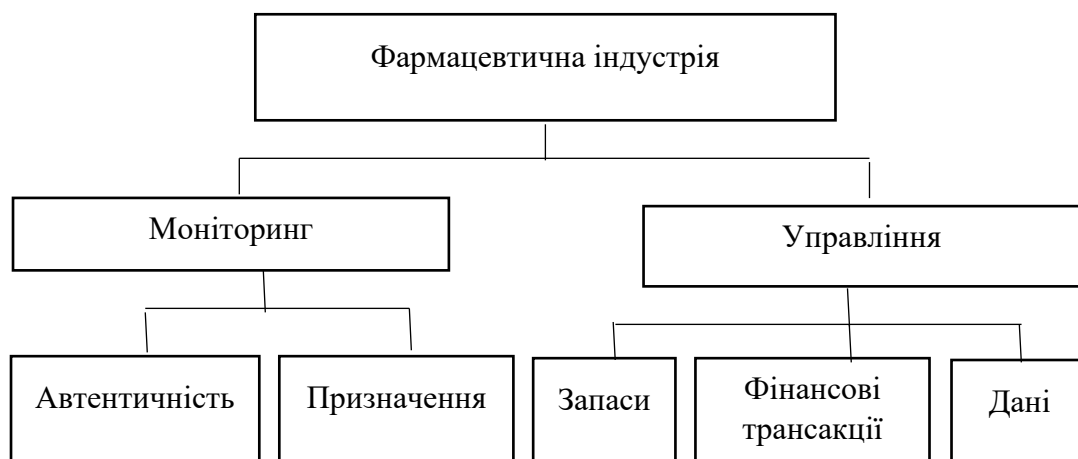 Фармацевтична індустрія
Моніторинг
Управління
Автентичність
Призначення
Запаси
Фінансові
трансакції
Дані